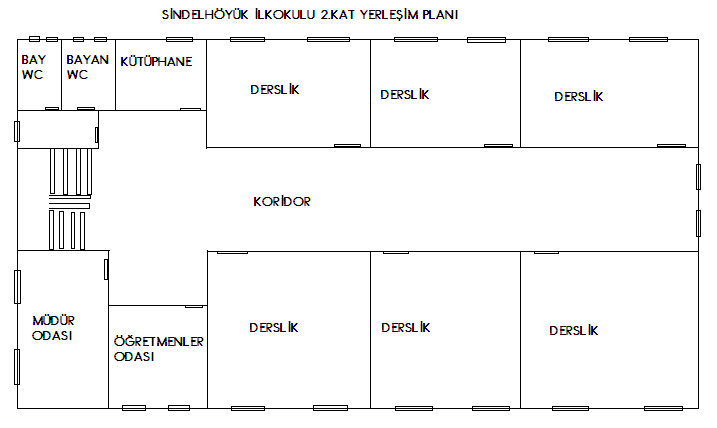 SİNDELHÖYÜK İLKOKULU 2.KAT YERLEŞİM PLANI
BAY
WC
BAYAN
WC
KÜTÜPHANE
DERSLİK
DERSLİK
DERSLİK
KORİDOR
MÜDÜR
ODASI
ÖĞRETMENLER
ODASI
DERSLİK
DERSLİK
DERSLİK